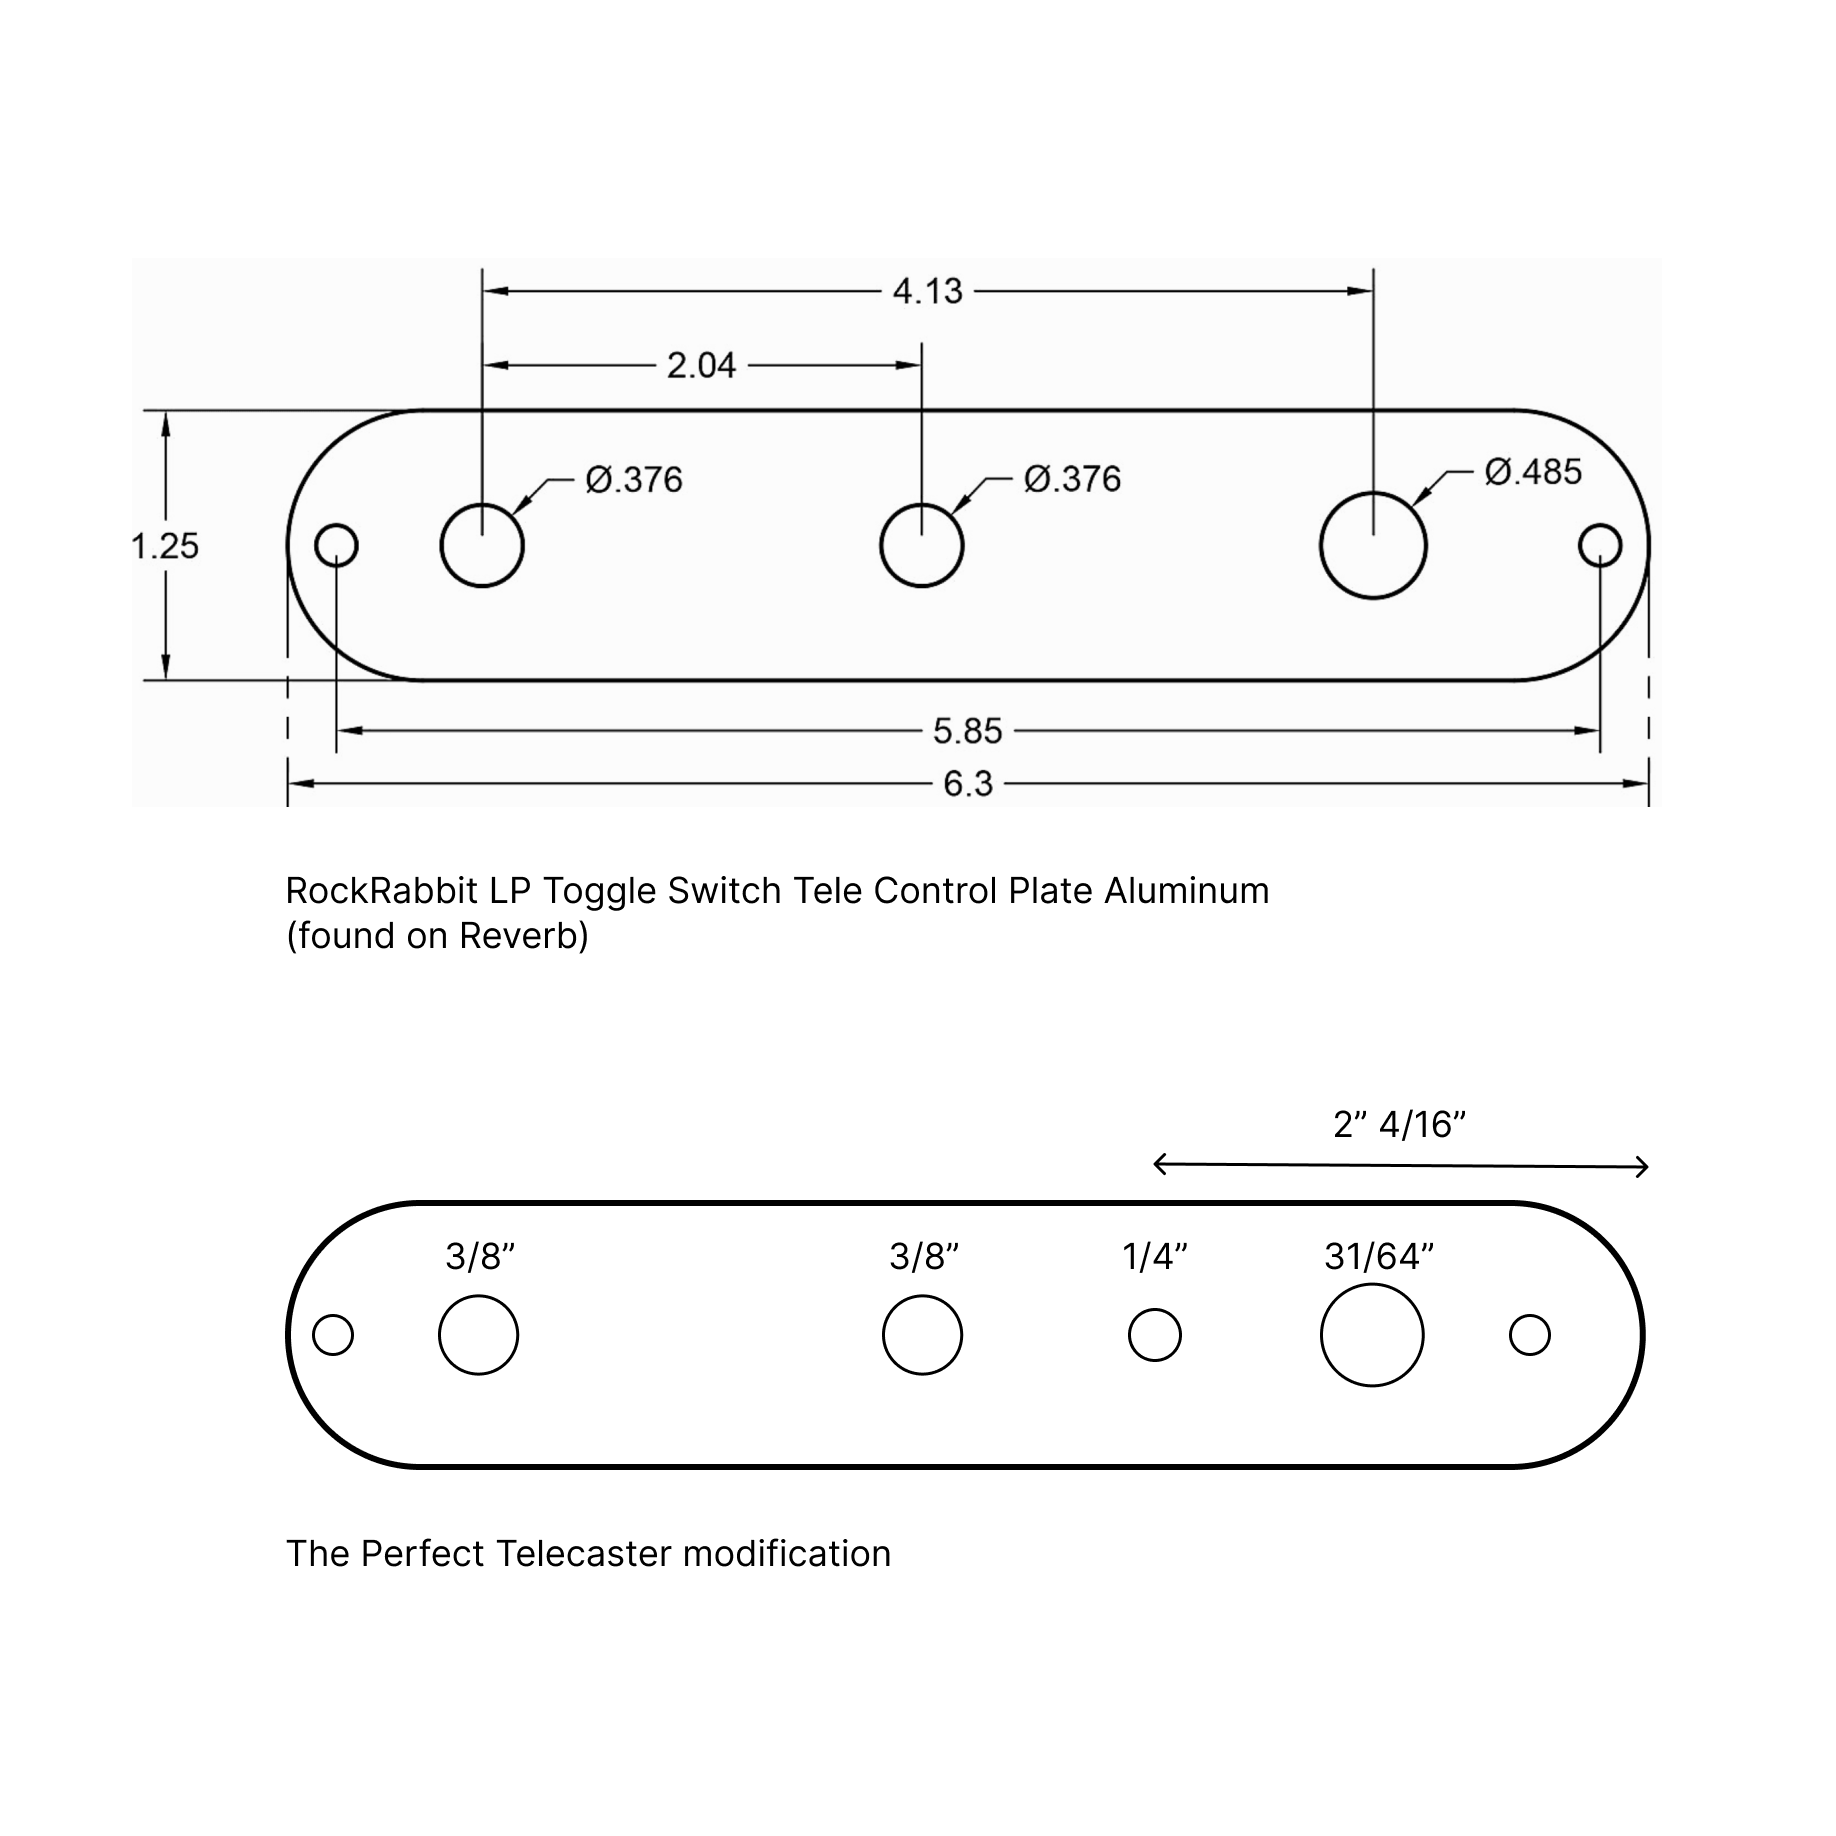 4.13
2.04
Ø.376
Ø.376
Ø.485
1.25
5.85
6.3
RockRabbit LP Toggle Switch Tele Control Plate Aluminum
(found on Reverb)
2” 4/16”
3/8”
3/8”
1/4”
31/64”
The Perfect Telecaster modification